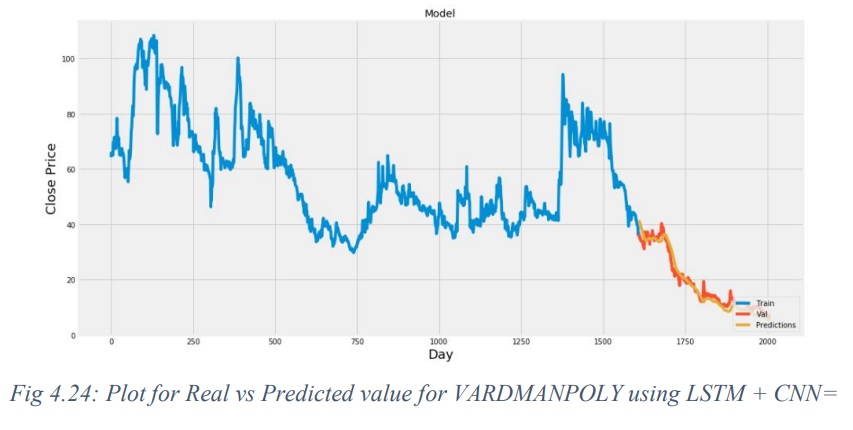 Model
Close Price
100
80
60
40
20
0
0 250 500 750 1000 1250 1500 1750 2000
Day
Train
Val
Predictions
Fig 4.24: Plot for Real vs Predicted value for VARDMANPOLY using LSTM + CNN=